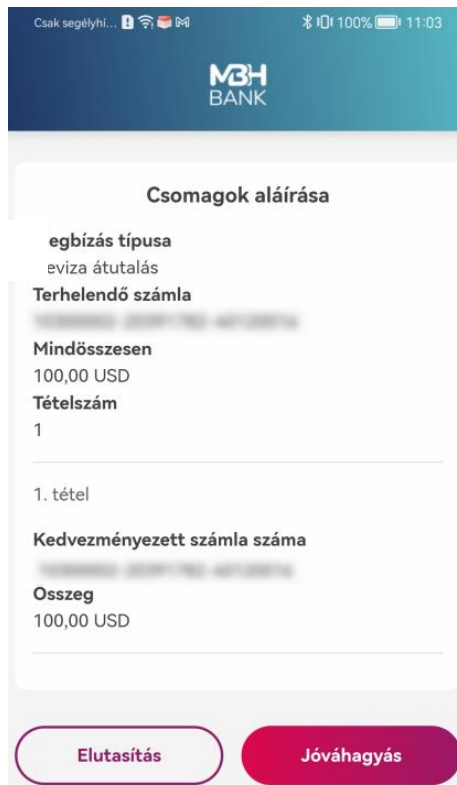 Csak segélyhí... 100% 11:03
MBH
BANK
Csomagok aláírása
egbízás típusa
eviza átutalás
Terhelendő számla
Mindösszesen
100,00 USD
Tételszám
1
1. tétel
Kedvezményezett számla száma
Összeg
100,00 USD
Elutasítás
Jóváhagyás